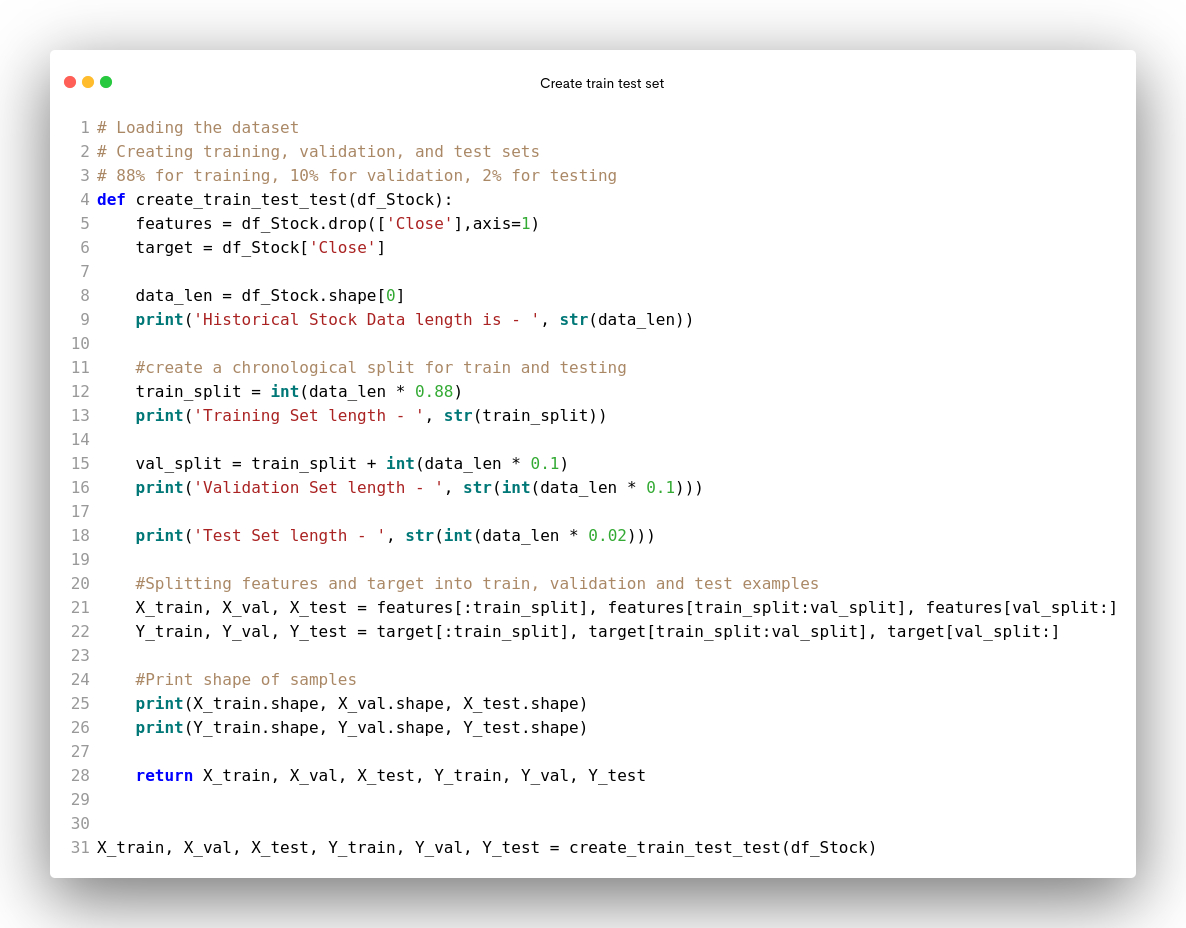 Create train test set
1 # Loading the dataset
2 # Creating training, validation, and test sets
3 # 88% for training, 10% for validation, 2% for testing
4 def create_train_test_test(df_Stock):
5     features = df_Stock.drop(['Close'],axis=1)
6     target = df_Stock['Close']
7
8     data_len = df_Stock.shape[0]
9     print('Historical Stock Data length is - ', str(data_len))
10
11     #create a chronological split for train and testing
12     train_split = int(data_len * 0.88)
13     print('Training Set length - ', str(train_split))
14
15     val_split = train_split + int(data_len * 0.1)
16     print('Validation Set length - ', str(int(data_len * 0.1)))
17
18     print('Test Set length - ', str(int(data_len * 0.02)))
19
20     #Splitting features and target into train, validation and test examples
21     X_train, X_val, X_test = features[:train_split], features[train_split:val_split], features[val_split:]
22     Y_train, Y_val, Y_test = target[:train_split], target[train_split:val_split], target[val_split:]
23
24     #Print shape of samples
25     print(X_train.shape, X_val.shape, X_test.shape)
26     print(Y_train.shape, Y_val.shape, Y_test.shape)
27
28     return X_train, X_val, X_test, Y_train, Y_val, Y_test
29
30
31 X_train, X_val, X_test, Y_train, Y_val, Y_test = create_train_test_test(df_Stock)